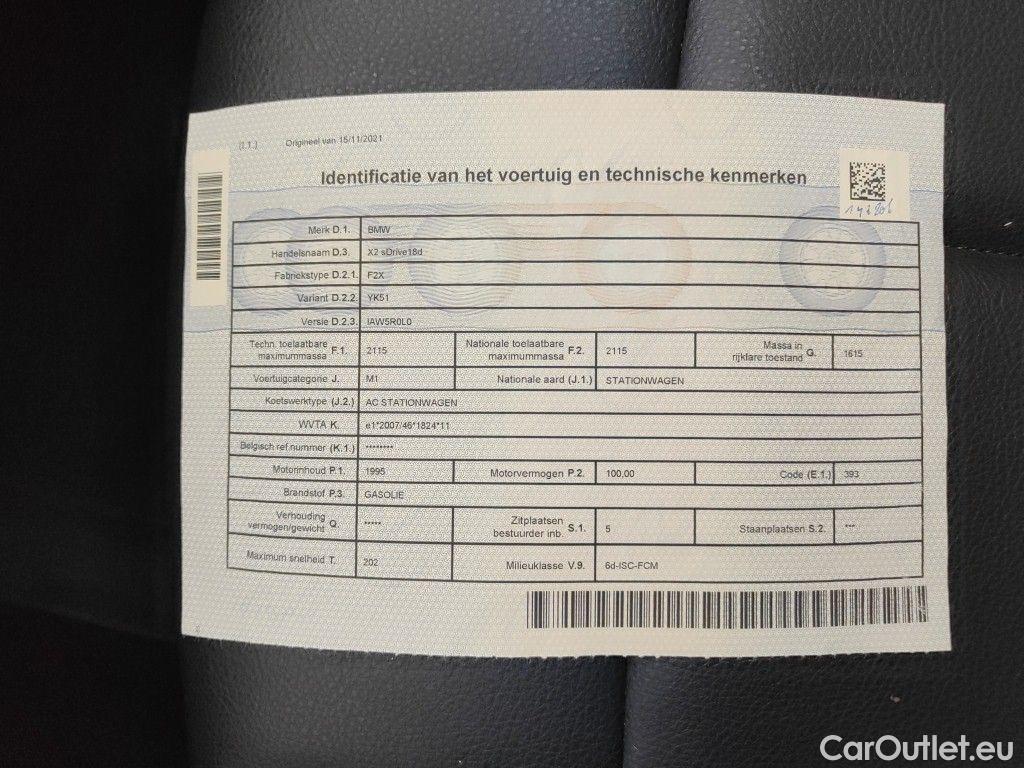 (I.1.) Origineel van 15/11/2021
Identificatie van het voertuig en technische kenmerken
Merk D.1. BMW
Handelsnaam D.3. X2 sDrive18d
Fabriekstype D.2.1. F2X
Variant D.2.2. YK51
Versie D.2.3. IAW5R0L0
Techn. toelaatbare maximummassa F.1. 2115 Nationale toelaatbare maximummassa F.2. 2115 Massa in rijklare toestand G. 1615
Voertuigcategorie J. M1 Nationale aard (J.1.) STATIONWAGEN
Koetswerktype (J.2.) AC STATIONWAGEN
WVTA K. e1*2007/46*1824*11
Belgisch ref.nummer (K.1.) ********
Motorinhoud P.1. 1995 Motorvermogen P.2. 100,00 Code (E.1.) 393
Brandstof P.3. GASOLIE
Verhouding vermogen/gewicht Q. ***** Zitplaatsen bestuurder inb. S.1. 5 Staanplaatsen S.2. ***
Maximum snelheid T. 202 Milieuklasse V.9. 6d-ISC-FCM
CarOutlet.eu